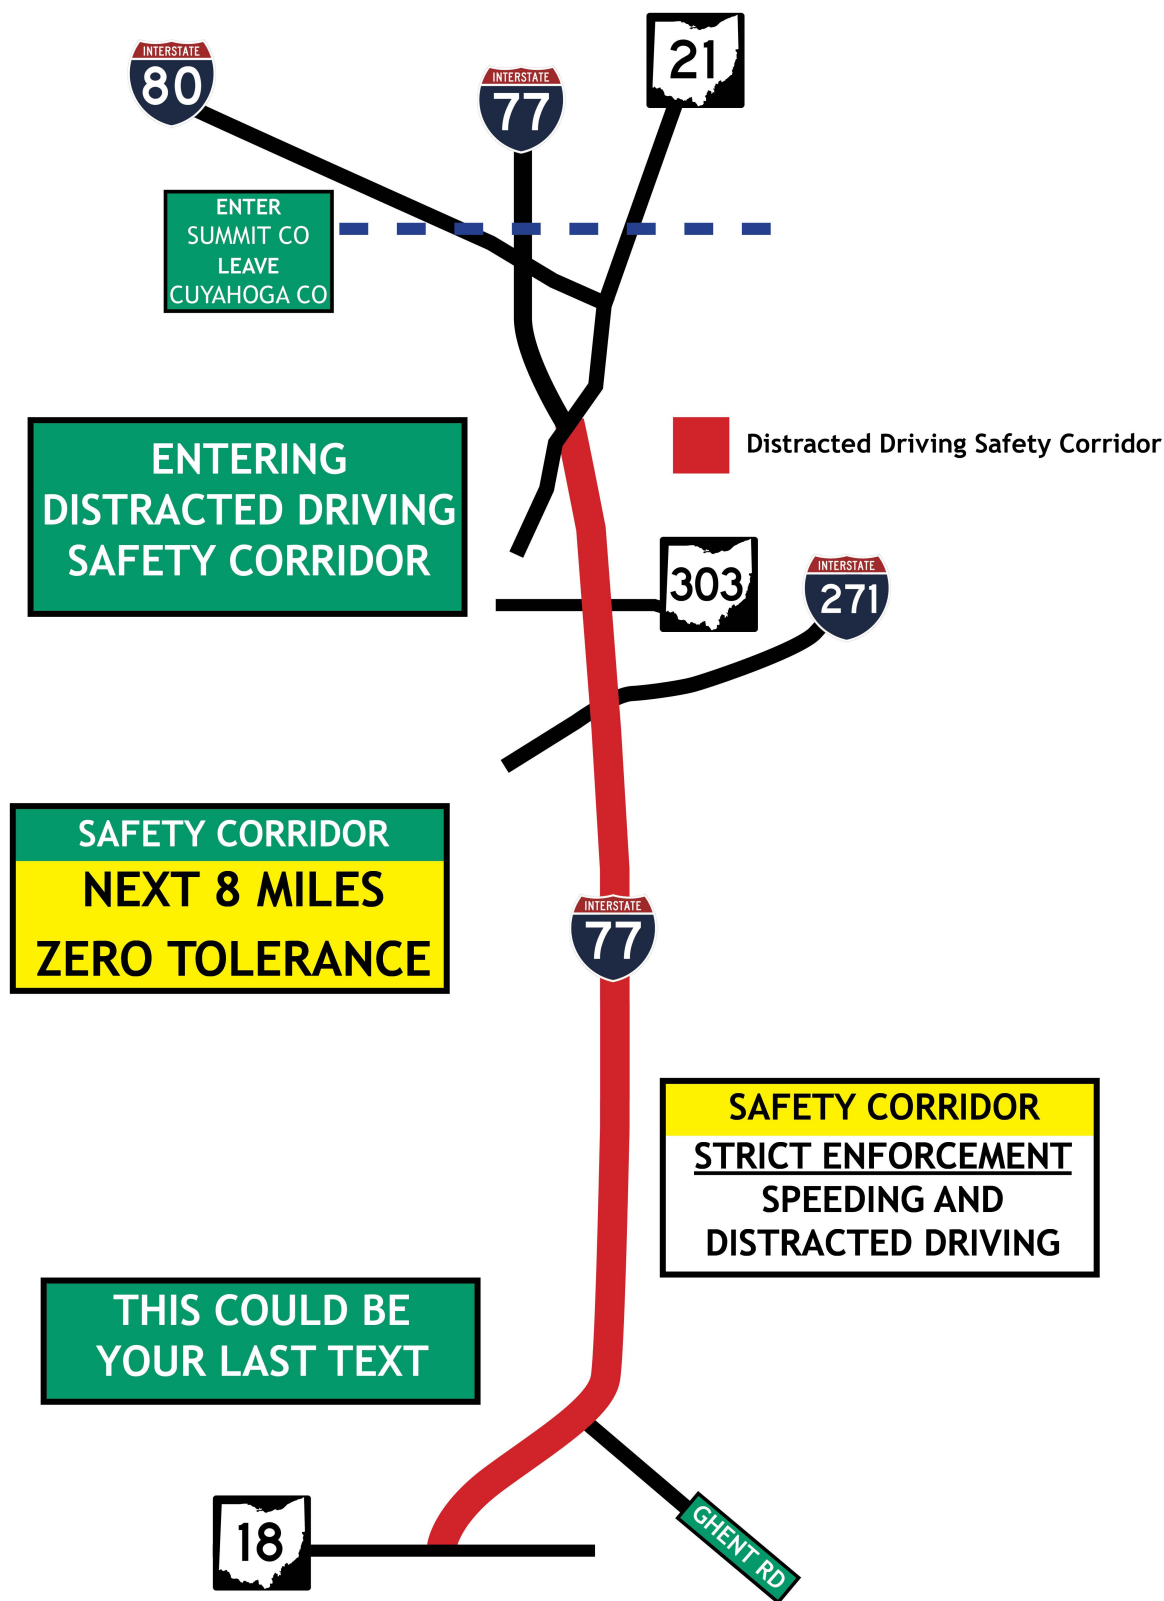 INTERSTATE
80
INTERSTATE
77
21
ENTER
SUMMIT CO
LEAVE
CUYAHOGA CO
ENTERING
DISTRACTED DRIVING
SAFETY CORRIDOR
Distracted Driving Safety Corridor
303
INTERSTATE
271
SAFETY CORRIDOR
NEXT 8 MILES
ZERO TOLERANCE
INTERSTATE
77
SAFETY CORRIDOR
STRICT ENFORCEMENT
SPEEDING AND
DISTRACTED DRIVING
THIS COULD BE
YOUR LAST TEXT
18
GHENT RD